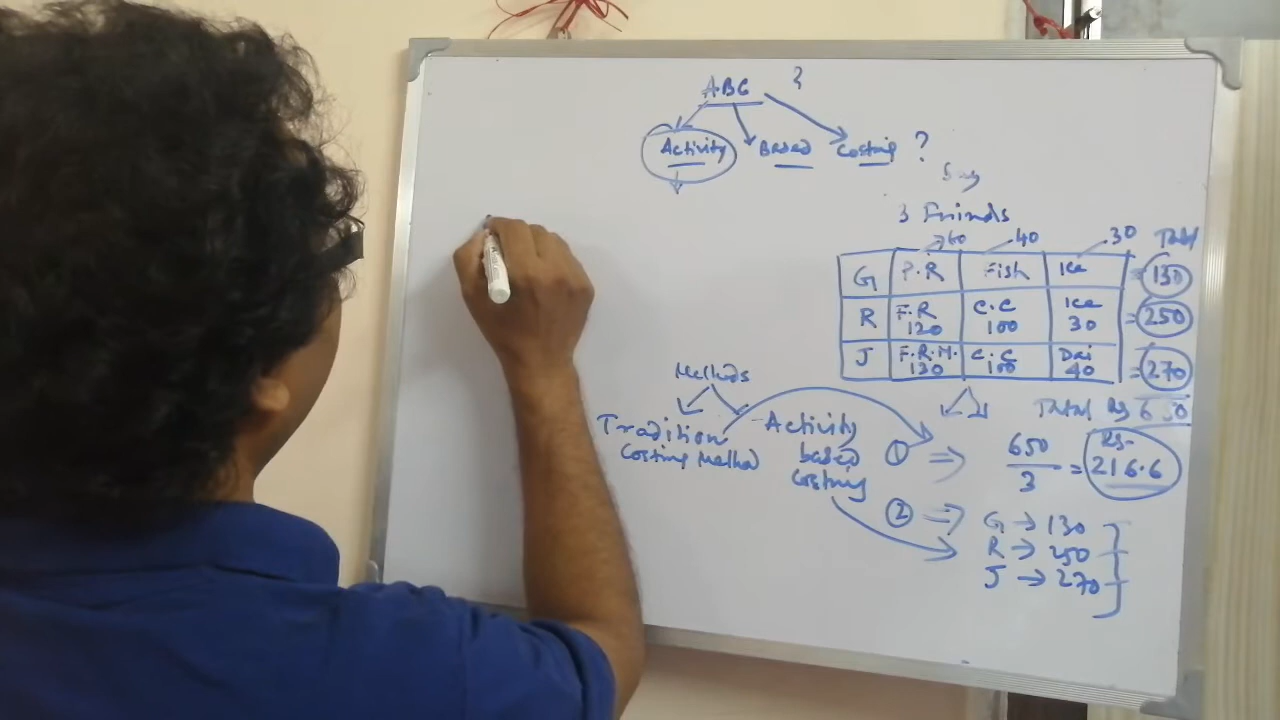 ABC ?
Activity Based Costing ?
Say
3 Friends
60 40 30 Total
G P.R Fish Ice = 130
R F.R 120 C.C 100 Ice 30 = 250
J F.R.M. 130 C.C 100 Dai 40 = 270
Total Rs 650
Methods
Tradition
Costing Method
Activity
based
Costing
① ⇒ 650 / 3 = Rs. 216.6
② ⇒ G → 130
R → 250
J → 270